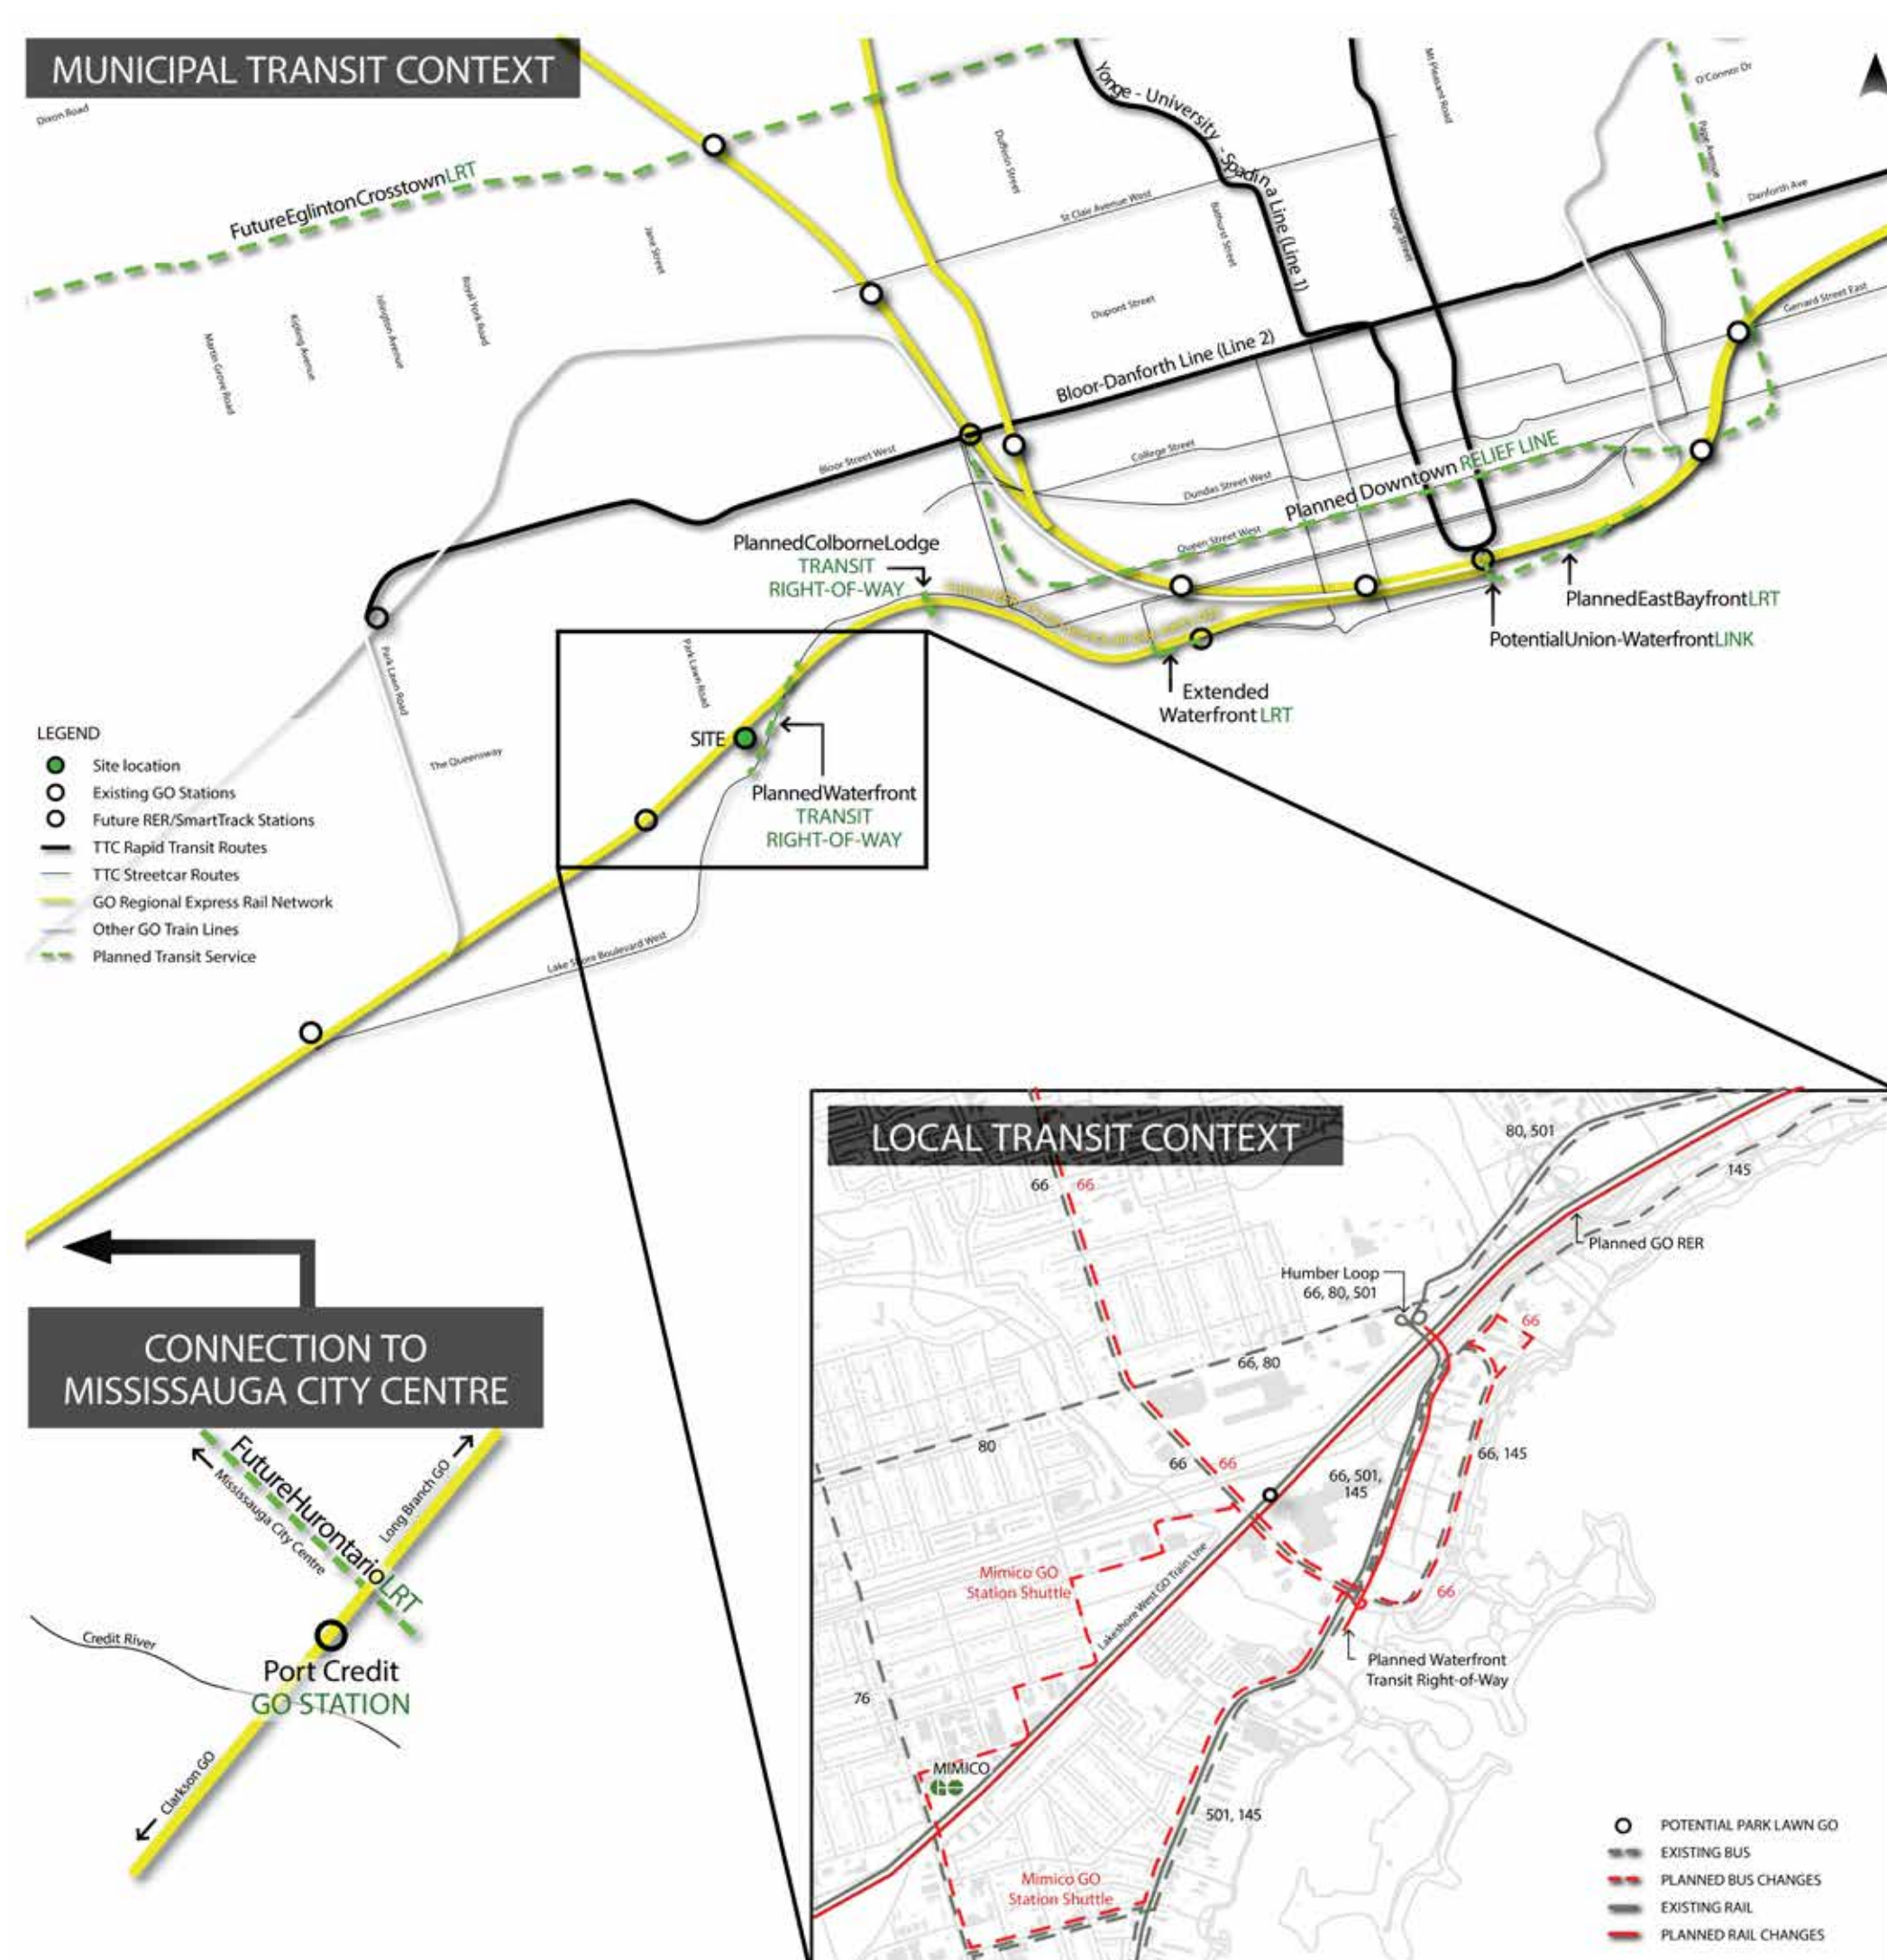 MUNICIPAL TRANSIT CONTEXT
Dixon Road
FutureEglintonCrosstownLRT
Martin Grove Road
Kipling Avenue
Islington Avenue
Royal York Road
Jane Street
Dufferin Street
St Clair Avenue West
Yonge - University - Spadina Line (Line 1)
Bathurst Street
Dupont Street
Yonge Street
Mt Pleasant Road
O'Connor Dr
Pape Avenue
Danforth Ave
Gerrard Street East
Bloor-Danforth Line (Line 2)
Bloor Street West
College Street
Dundas Street West
Planned Downtown RELIEF LINE
Queen Street West
PlannedColborneLodge
TRANSIT
RIGHT-OF-WAY
PlannedEastBayfrontLRT
PotentialUnion-WaterfrontLINK
Extended
Waterfront LRT
Park Lawn Road
Park Lawn Road
The Queensway
SITE
PlannedWaterfront
TRANSIT
RIGHT-OF-WAY
Lake Shore Boulevard West
LEGEND
Site location
Existing GO Stations
Future RER/SmartTrack Stations
TTC Rapid Transit Routes
TTC Streetcar Routes
GO Regional Express Rail Network
Other GO Train Lines
Planned Transit Service
CONNECTION TO
MISSISSAUGA CITY CENTRE
FutureHurontarioLRT
Mississauga City Centre
Long Branch GO
Credit River
Port Credit
GO STATION
Clarkson GO
LOCAL TRANSIT CONTEXT
80, 501
145
66
66
Planned GO RER
Humber Loop
66, 80, 501
66
66, 80
80
66
66
66, 501,
145
66, 145
Mimico GO
Station Shuttle
Lakeshore West GO Train Line
66
Planned Waterfront
Transit Right-of-Way
76
MIMICO
501, 145
Mimico GO
Station Shuttle
POTENTIAL PARK LAWN GO
EXISTING BUS
PLANNED BUS CHANGES
EXISTING RAIL
PLANNED RAIL CHANGES